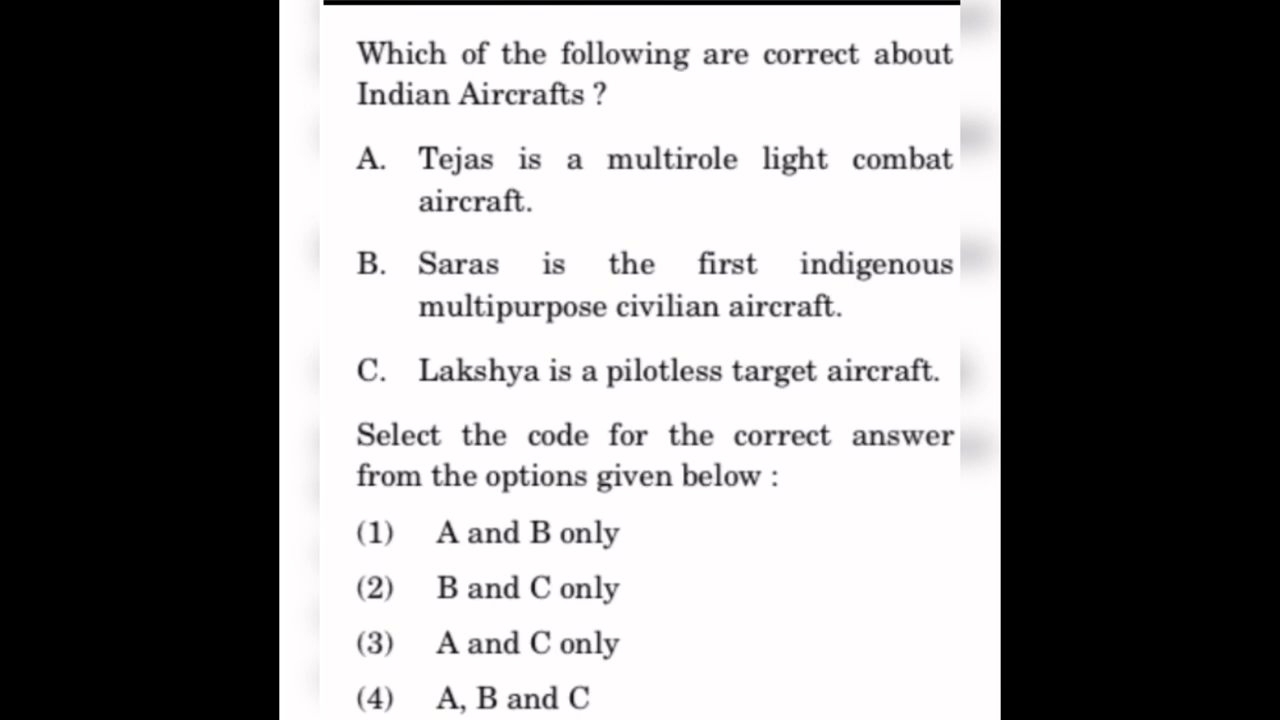 Which of the following are correct about
Indian Aircrafts ?
A. Tejas is a multirole light combat
aircraft.
B. Saras is the first indigenous
multipurpose civilian aircraft.
C. Lakshya is a pilotless target aircraft.
Select the code for the correct answer
from the options given below :
(1) A and B only
(2) B and C only
(3) A and C only
(4) A, B and C